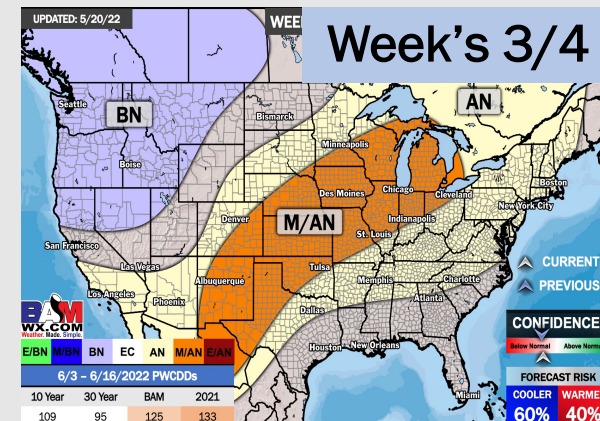 UPDATED: 5/20/22
WEE
Week's 3/4
Seattle
BN
Bismarck
AN
Minneapolis
Boise
Des Moines
Chicago
Cleveland
Boston
New York City
Denver
M/AN
Indianapolis
St. Louis
San Francisco
Las Vegas
Albuquerque
Tulsa
Memphis
Charlotte
CURRENT
Los Angeles
Phoenix
Dallas
Atlanta
PREVIOUS
BAM
WX.COM
Weather. Made. Simple.
Houston
New Orleans
Miami
CONFIDENCE
Below Normal
Above Norm
E/BN M/BN BN EC AN M/AN E/AN
6/3 – 6/16/2022 PWCDDs
10 Year 30 Year BAM 2021
109 95 125 133
FORECAST RISK
COOLER WARME
60% 40%